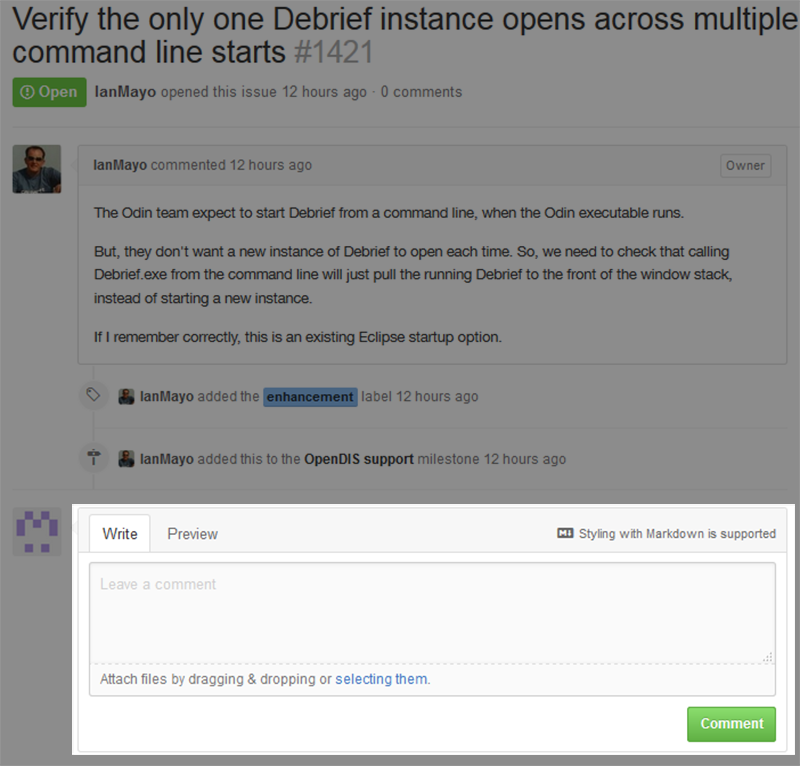 Verify the only one Debrief instance opens across multiple
command line starts #1421
Open IanMayo opened this issue 12 hours ago · 0 comments
IanMayo commented 12 hours ago Owner
The Odin team expect to start Debrief from a command line, when the Odin executable runs.
But, they don't want a new instance of Debrief to open each time. So, we need to check that calling
Debrief.exe from the command line will just pull the running Debrief to the front of the window stack,
instead of starting a new instance.
If I remember correctly, this is an existing Eclipse startup option.
IanMayo added the enhancement label 12 hours ago
IanMayo added this to the OpenDIS support milestone 12 hours ago
Write Preview Styling with Markdown is supported
Leave a comment
Attach files by dragging & dropping or selecting them.
Comment